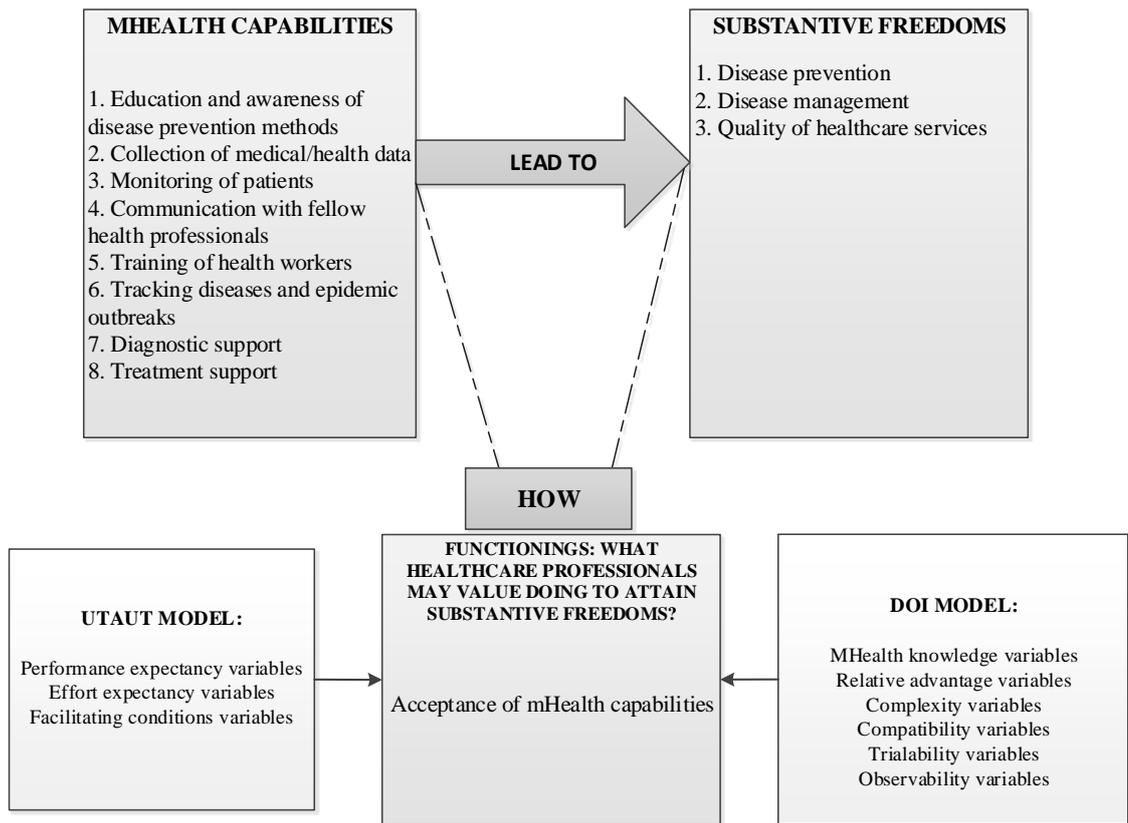 MHEALTH CAPABILITIES
1. Education and awareness of
disease prevention methods
2. Collection of medical/health data
3. Monitoring of patients
4. Communication with fellow
health professionals
5. Training of health workers
6. Tracking diseases and epidemic
outbreaks
7. Diagnostic support
8. Treatment support
LEAD TO
SUBSTANTIVE FREEDOMS
1. Disease prevention
2. Disease management
3. Quality of healthcare services
HOW
UTAUT MODEL:
Performance expectancy variables
Effort expectancy variables
Facilitating conditions variables
FUNCTIONINGS: WHAT
HEALTHCARE PROFESSIONALS
MAY VALUE DOING TO ATTAIN
SUBSTANTIVE FREEDOMS?
Acceptance of mHealth capabilities
DOI MODEL:
MHealth knowledge variables
Relative advantage variables
Complexity variables
Compatibility variables
Trialability variables
Observability variables